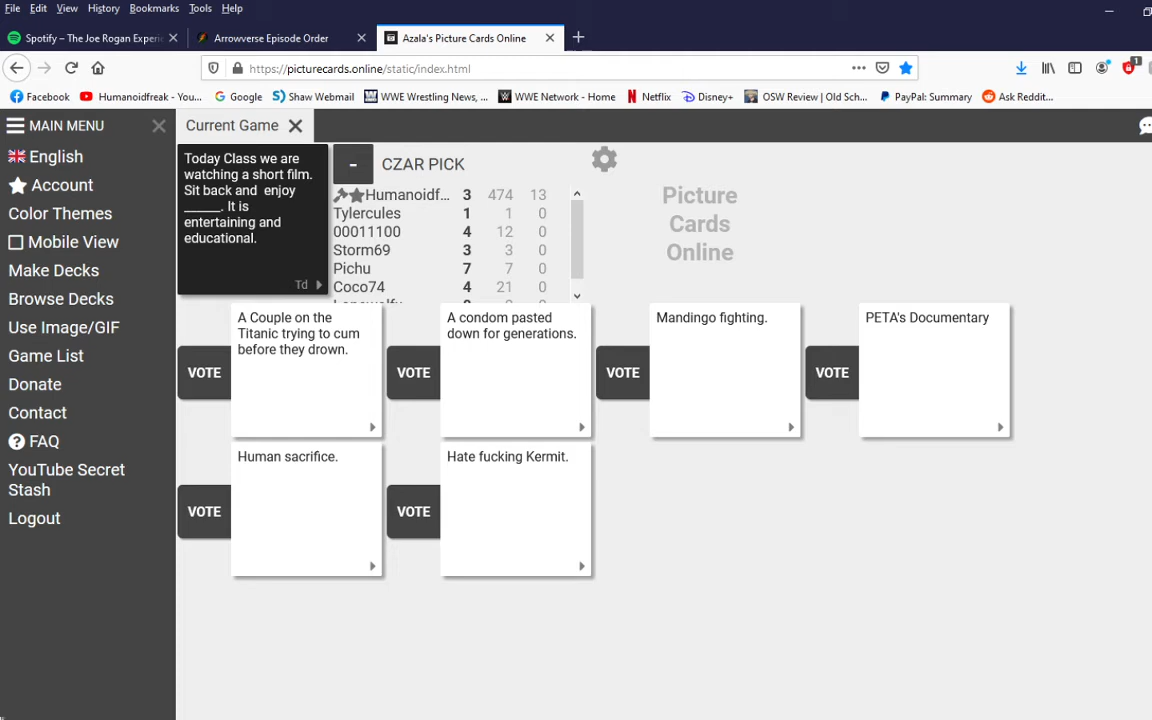 File Edit View History Bookmarks Tools Help
Spotify – The Joe Rogan Experi
Arrowverse Episode Order
Azala's Picture Cards Online
https://picturecards.online/static/index.html
Facebook
Humanoidfreak - You...
Google
Shaw Webmail
WWE Wrestling News, ...
WWE Network - Home
Netflix
Disney+
OSW Review | Old Sch...
PayPal: Summary
Ask Reddit...
1
MAIN MENU
English
Account
Color Themes
Mobile View
Make Decks
Browse Decks
Use Image/GIF
Game List
Donate
Contact
FAQ
YouTube Secret
Stash
Logout
Current Game
Today Class we are
watching a short film.
Sit back and enjoy
______. It is
entertaining and
educational.
Td
-
CZAR PICK
Humanoidf... 3 474 13
Tylercules 1 1 0
00011100 4 12 0
Storm69 3 3 0
Pichu 7 7 0
Coco74 4 21 0
Picture
Cards
Online
VOTE
A Couple on the
Titanic trying to cum
before they drown.
VOTE
A condom pasted
down for generations.
VOTE
Mandingo fighting.
VOTE
PETA's Documentary
VOTE
Human sacrifice.
VOTE
Hate fucking Kermit.